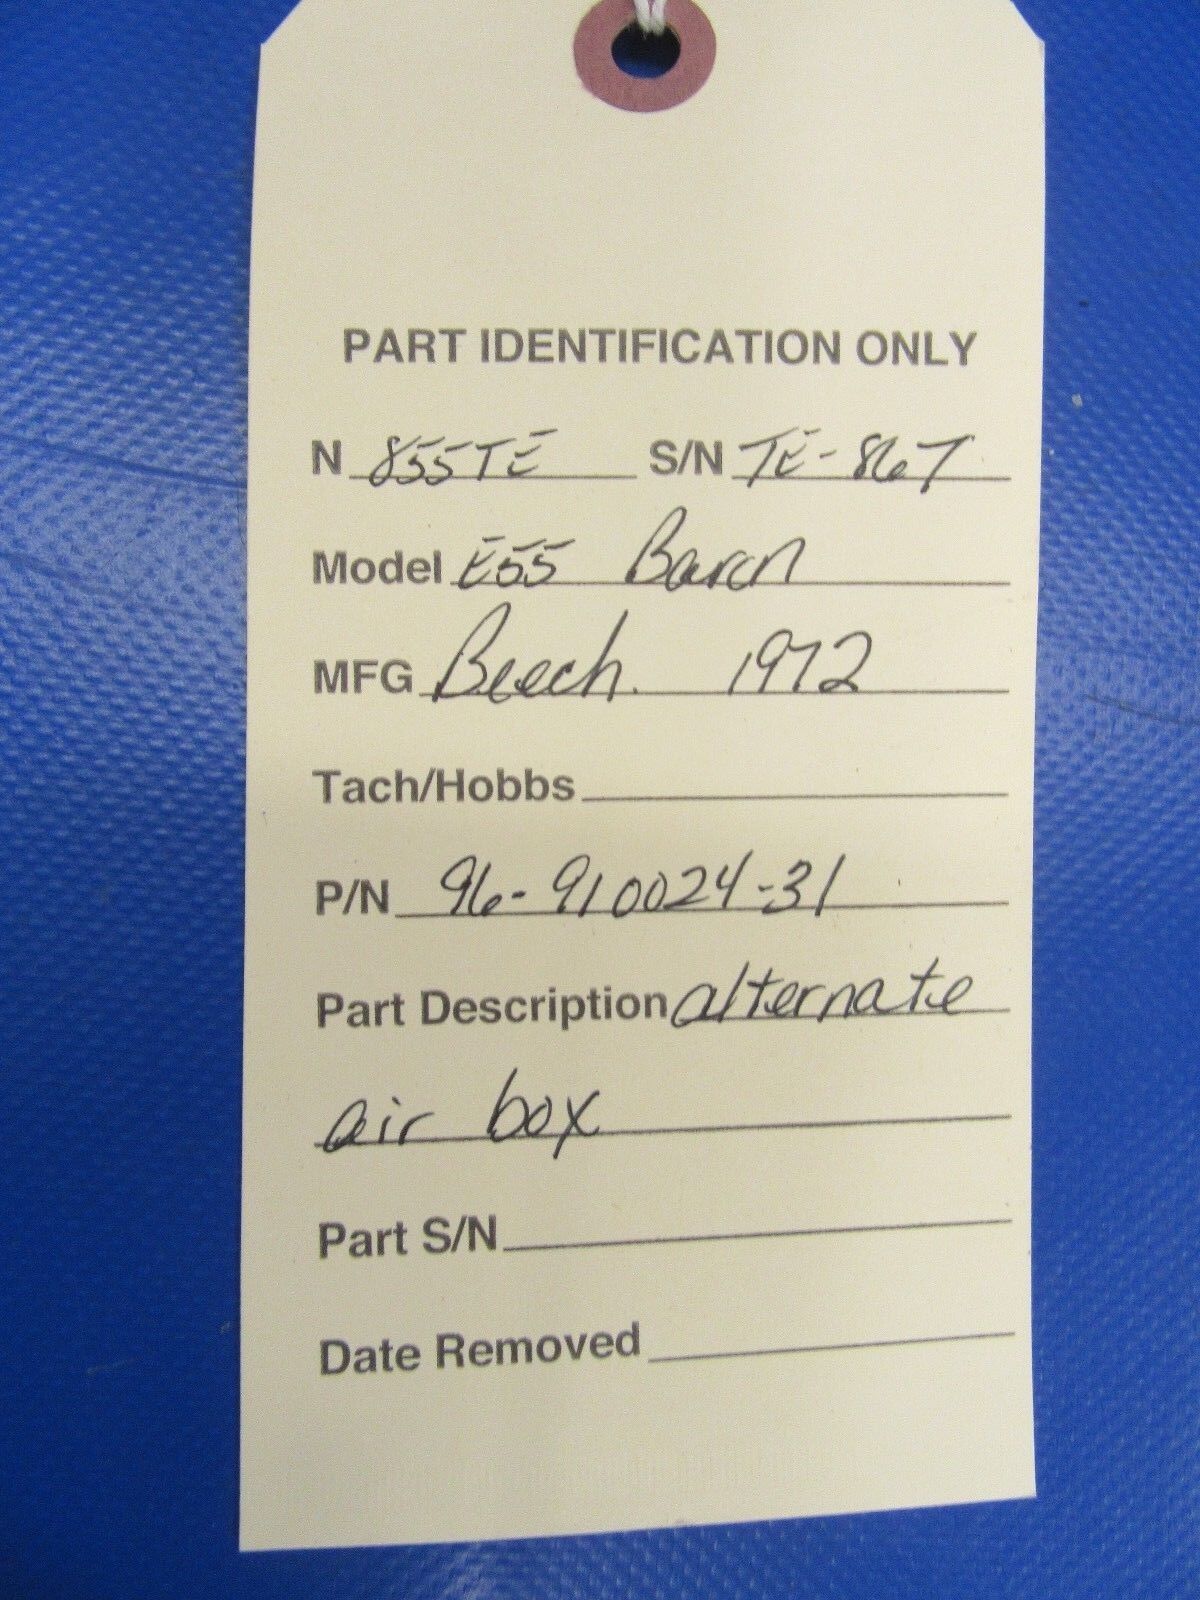 PART IDENTIFICATION ONLY
N 855TE S/N TE-867
Model E55 Baron
MFG Beech. 1972
Tach/Hobbs
P/N 96-910024-31
Part Description alternate
air box
Part S/N
Date Removed